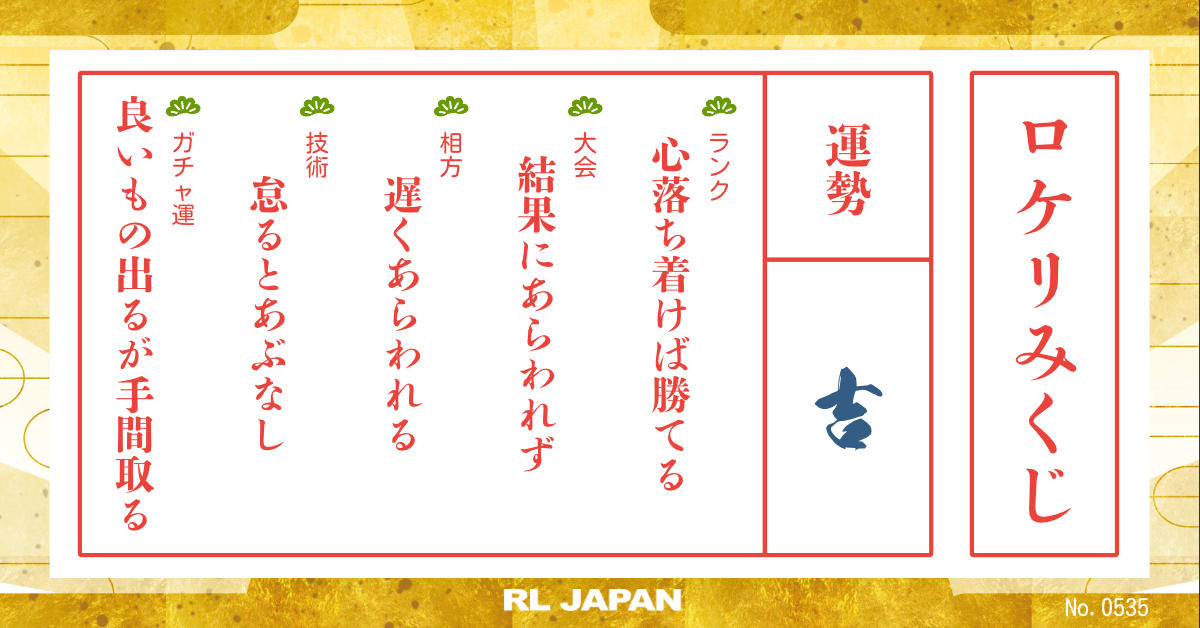 ロケリみくじ
運勢
吉
ランク
心落ち着けば勝てる
大会
結果にあらわれず
相方
遅くあらわれる
技術
怠るとあぶなし
ガチャ運
良いもの出るが手間取る
RL JAPAN
No. 0535